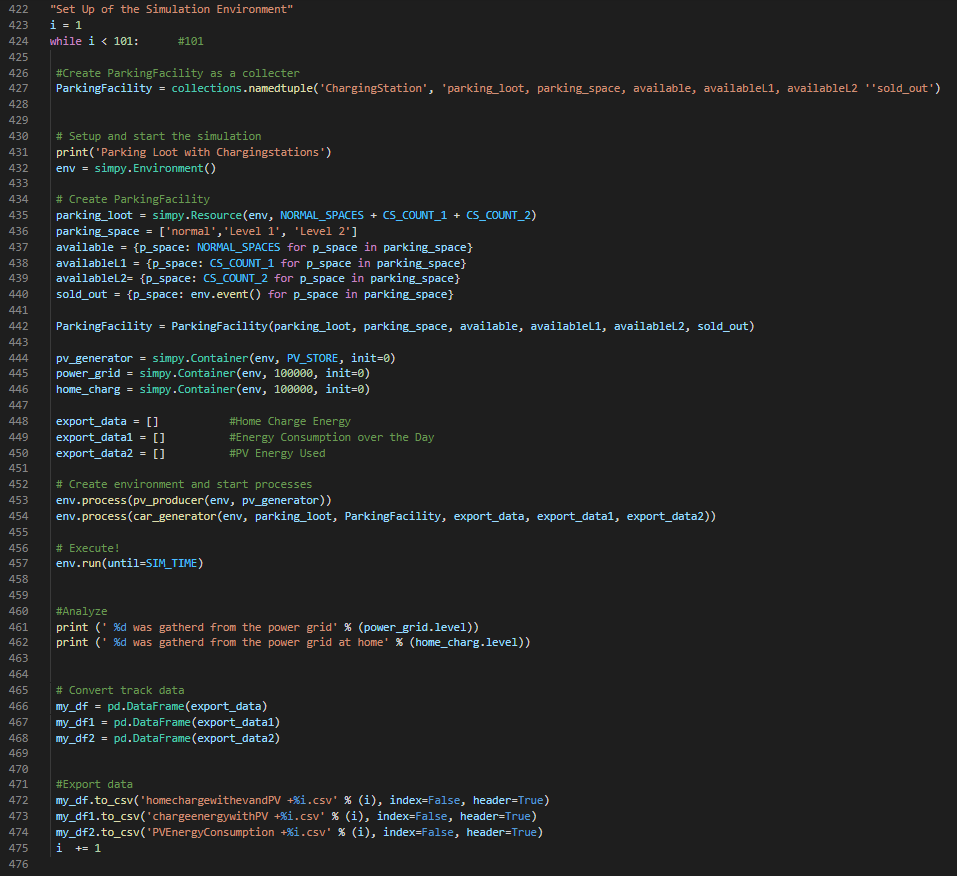 422 "Set Up of the Simulation Environment"
423 i = 1
424 while i < 101:      #101
425
426 #Create ParkingFacility as a collecter
427 ParkingFacility = collections.namedtuple('ChargingStation', 'parking_loot, parking_space, available, availableL1, availableL2 ''sold_out')
428
429
430 # Setup and start the simulation
431 print('Parking Loot with Chargingstations')
432 env = simpy.Environment()
433
434 # Create ParkingFacility
435 parking_loot = simpy.Resource(env, NORMAL_SPACES + CS_COUNT_1 + CS_COUNT_2)
436 parking_space = ['normal','Level 1', 'Level 2']
437 available = {p_space: NORMAL_SPACES for p_space in parking_space}
438 availableL1 = {p_space: CS_COUNT_1 for p_space in parking_space}
439 availableL2= {p_space: CS_COUNT_2 for p_space in parking_space}
440 sold_out = {p_space: env.event() for p_space in parking_space}
441
442 ParkingFacility = ParkingFacility(parking_loot, parking_space, available, availableL1, availableL2, sold_out)
443
444 pv_generator = simpy.Container(env, PV_STORE, init=0)
445 power_grid = simpy.Container(env, 100000, init=0)
446 home_charg = simpy.Container(env, 100000, init=0)
447
448 export_data = []           #Home Charge Energy
449 export_data1 = []          #Energy Consumption over the Day
450 export_data2 = []          #PV Energy Used
451
452 # Create environment and start processes
453 env.process(pv_producer(env, pv_generator))
454 env.process(car_generator(env, parking_loot, ParkingFacility, export_data, export_data1, export_data2))
455
456 # Execute!
457 env.run(until=SIM_TIME)
458
459
460 #Analyze
461 print (' %d was gatherd from the power grid' % (power_grid.level))
462 print (' %d was gatherd from the power grid at home' % (home_charg.level))
463
464
465 # Convert track data
466 my_df = pd.DataFrame(export_data)
467 my_df1 = pd.DataFrame(export_data1)
468 my_df2 = pd.DataFrame(export_data2)
469
470
471 #Export data
472 my_df.to_csv('homechargewithevandPV +%i.csv' % (i), index=False, header=True)
473 my_df1.to_csv('chargeenergywithPV +%i.csv' % (i), index=False, header=True)
474 my_df2.to_csv('PVEnergyConsumption +%i.csv' % (i), index=False, header=True)
475 i  += 1
476